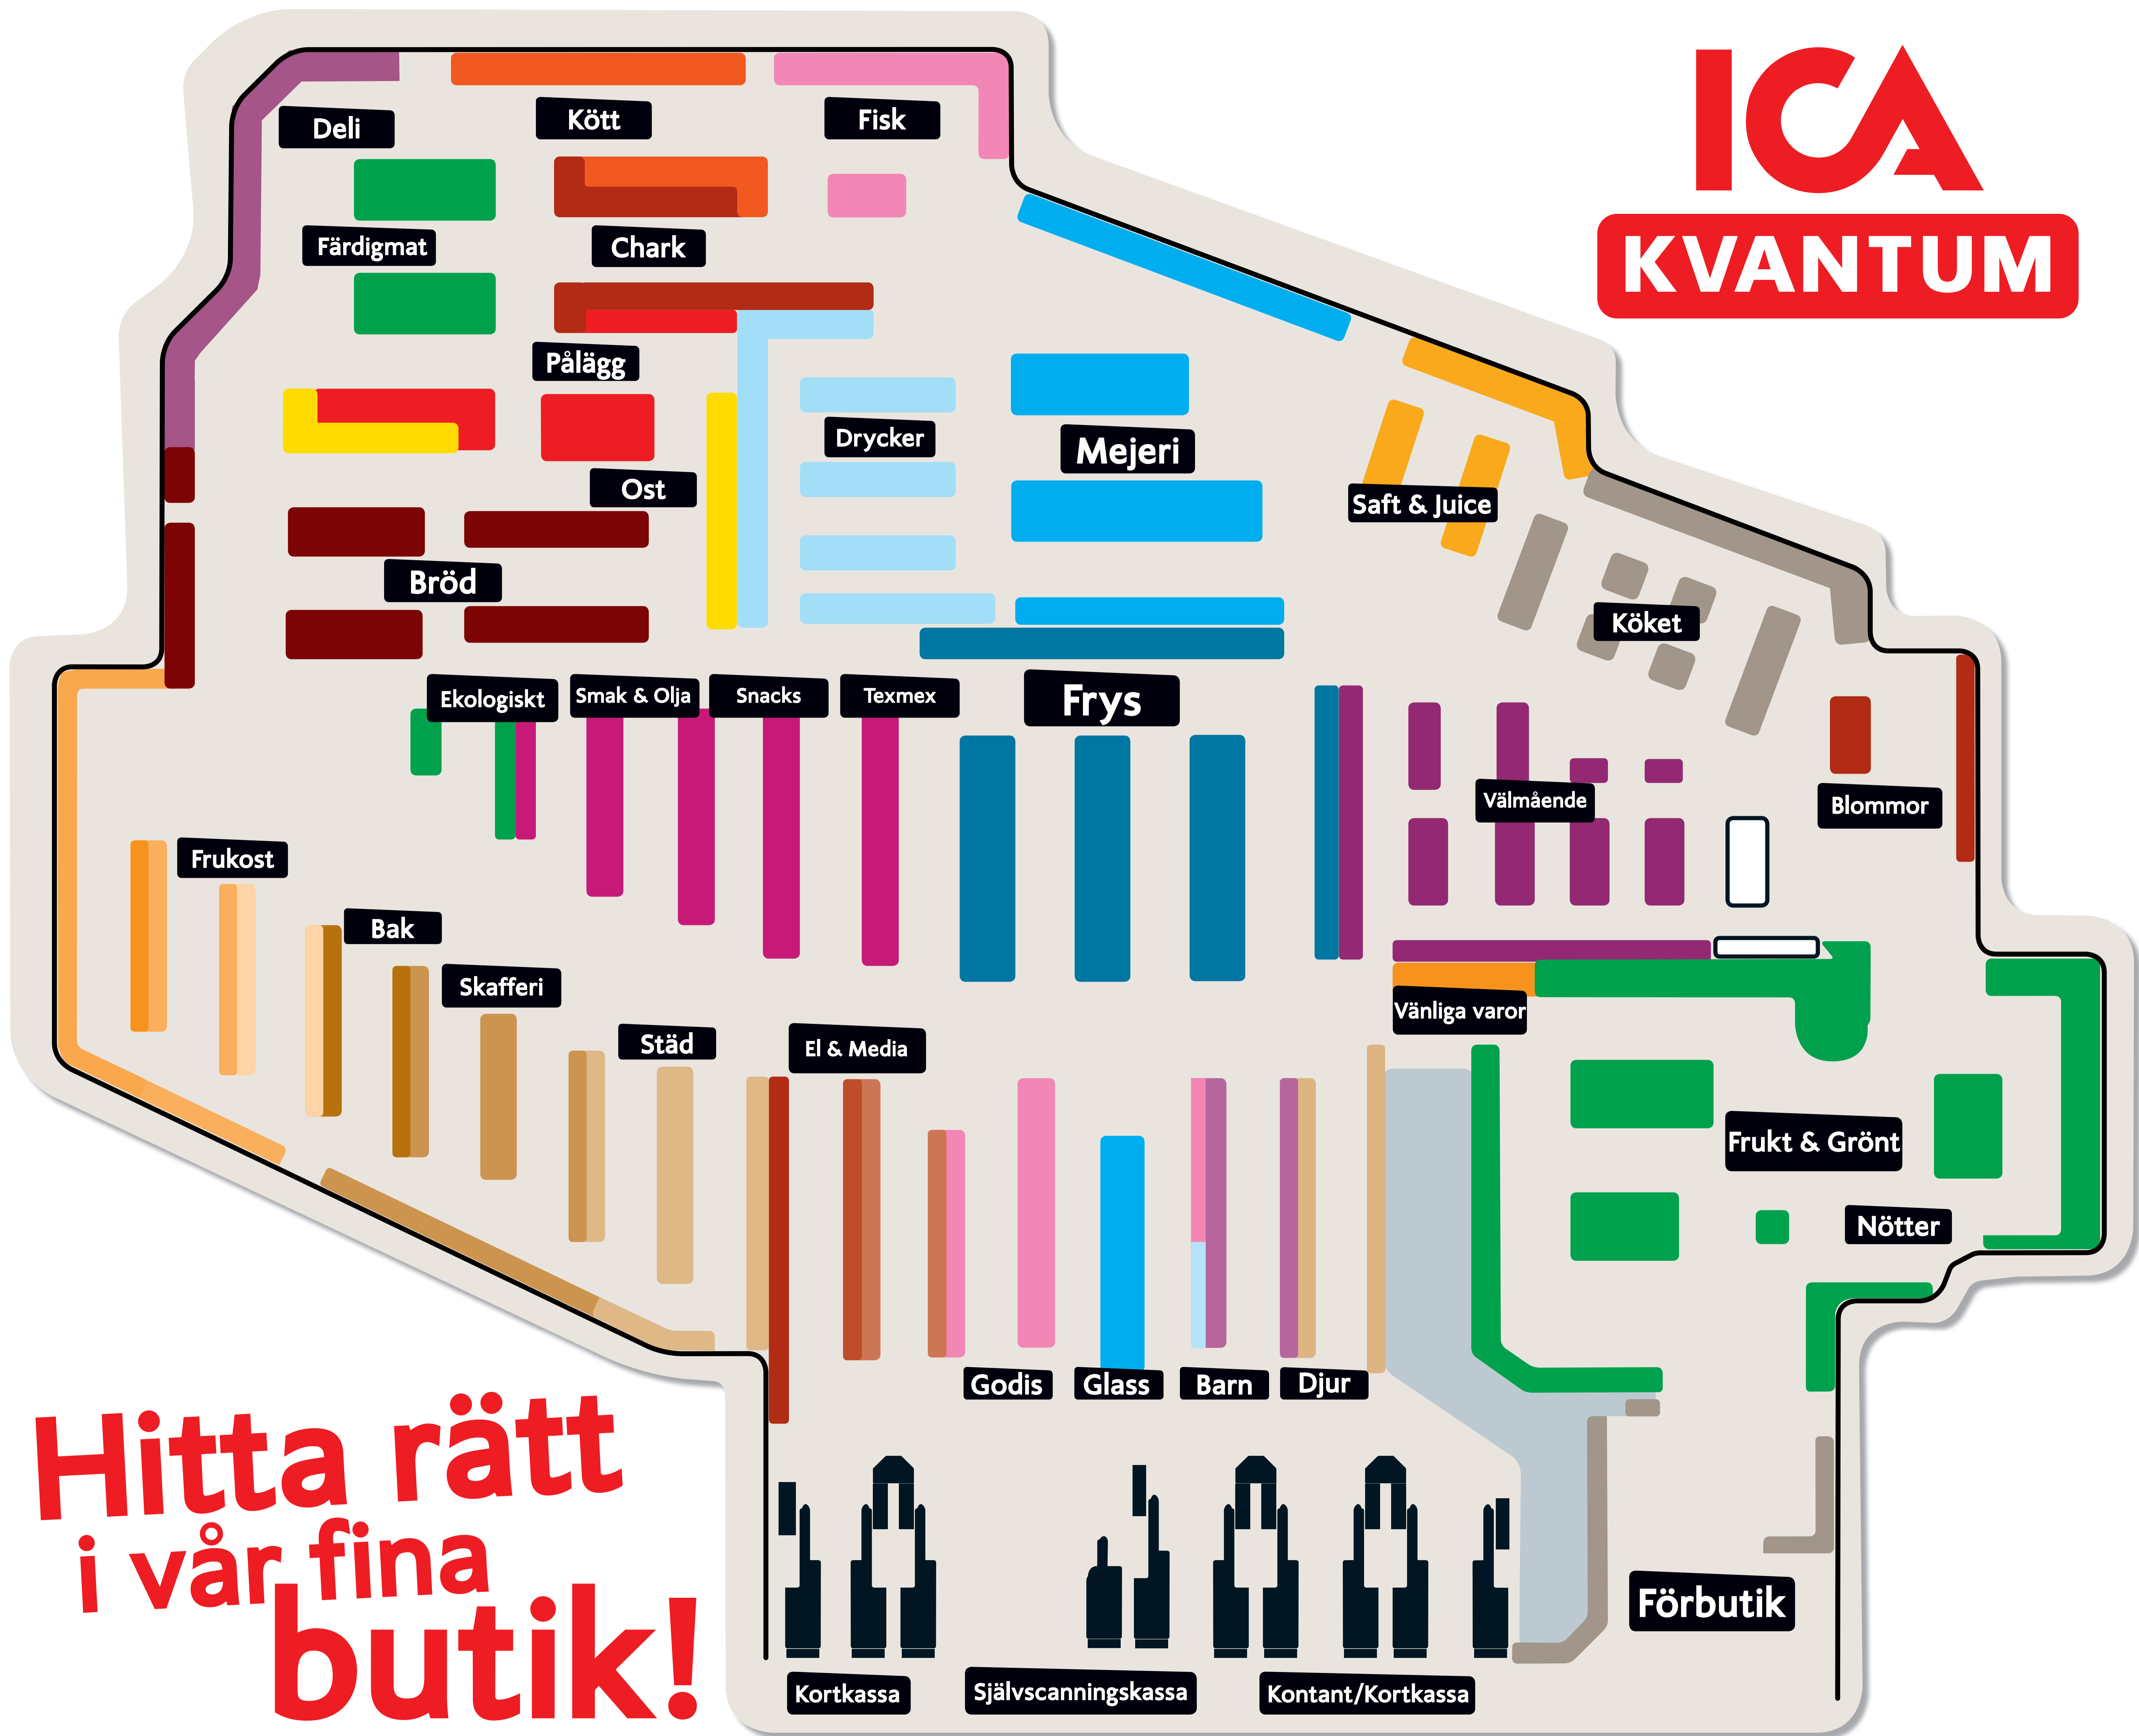 ICA
KVANTUM
Deli
Kött
Fisk
Färdigmat
Chark
Pålägg
Drycker
Mejeri
Ost
Saft & Juice
Bröd
Köket
Ekologiskt
Smak & Olja
Snacks
Texmex
Frys
Välmående
Blommor
Frukost
Bak
Skafferi
Vänliga varor
Städ
El & Media
Frukt & Grönt
Nötter
Godis
Glass
Barn
Djur
Hitta rätt
i vår fina
butik!
Förbutik
Kortkassa
Självscanningskassa
Kontant/Kortkassa